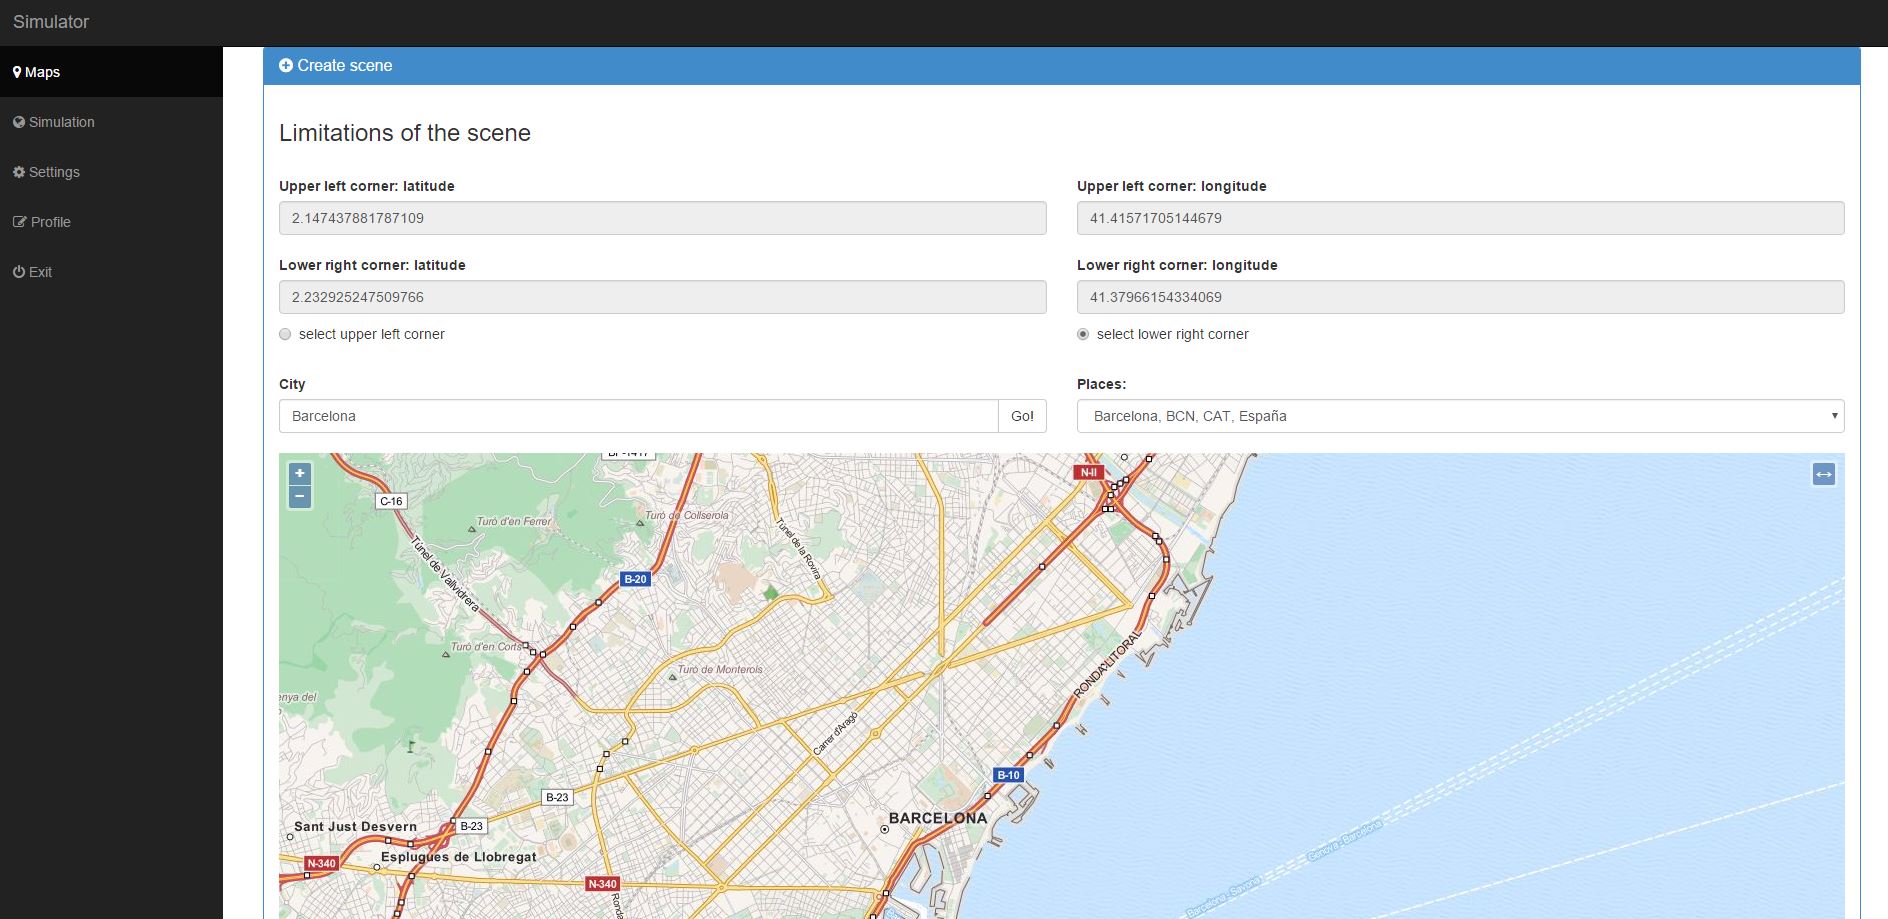 Simulator
Maps
Simulation
Settings
Profile
Exit
Create scene
Limitations of the scene
Upper left corner: latitude
Upper left corner: longitude
2.147437881787109
41.41571705144679
Lower right corner: latitude
Lower right corner: longitude
2.232925247509766
41.37966154334069
select upper left corner
select lower right corner
City
Places:
Barcelona
Go!
Barcelona, BCN, CAT, España
+
−
N-II
C-16
Turó d'en Ferrer
Turó de Collserola
Túnel de la Rovira
Túnel de Vallvidrera
B-20
Turó d'en Corts
RONDA LITORAL
Turó de Monterols
enya del
Carrer d'Aragó
B-10
B-23
BARCELONA
Sant Just Desvern
B-23
Genova - Barcelona
Esplugues de Llobregat
N-340
N-340
Ronda
Barcelona - Savona